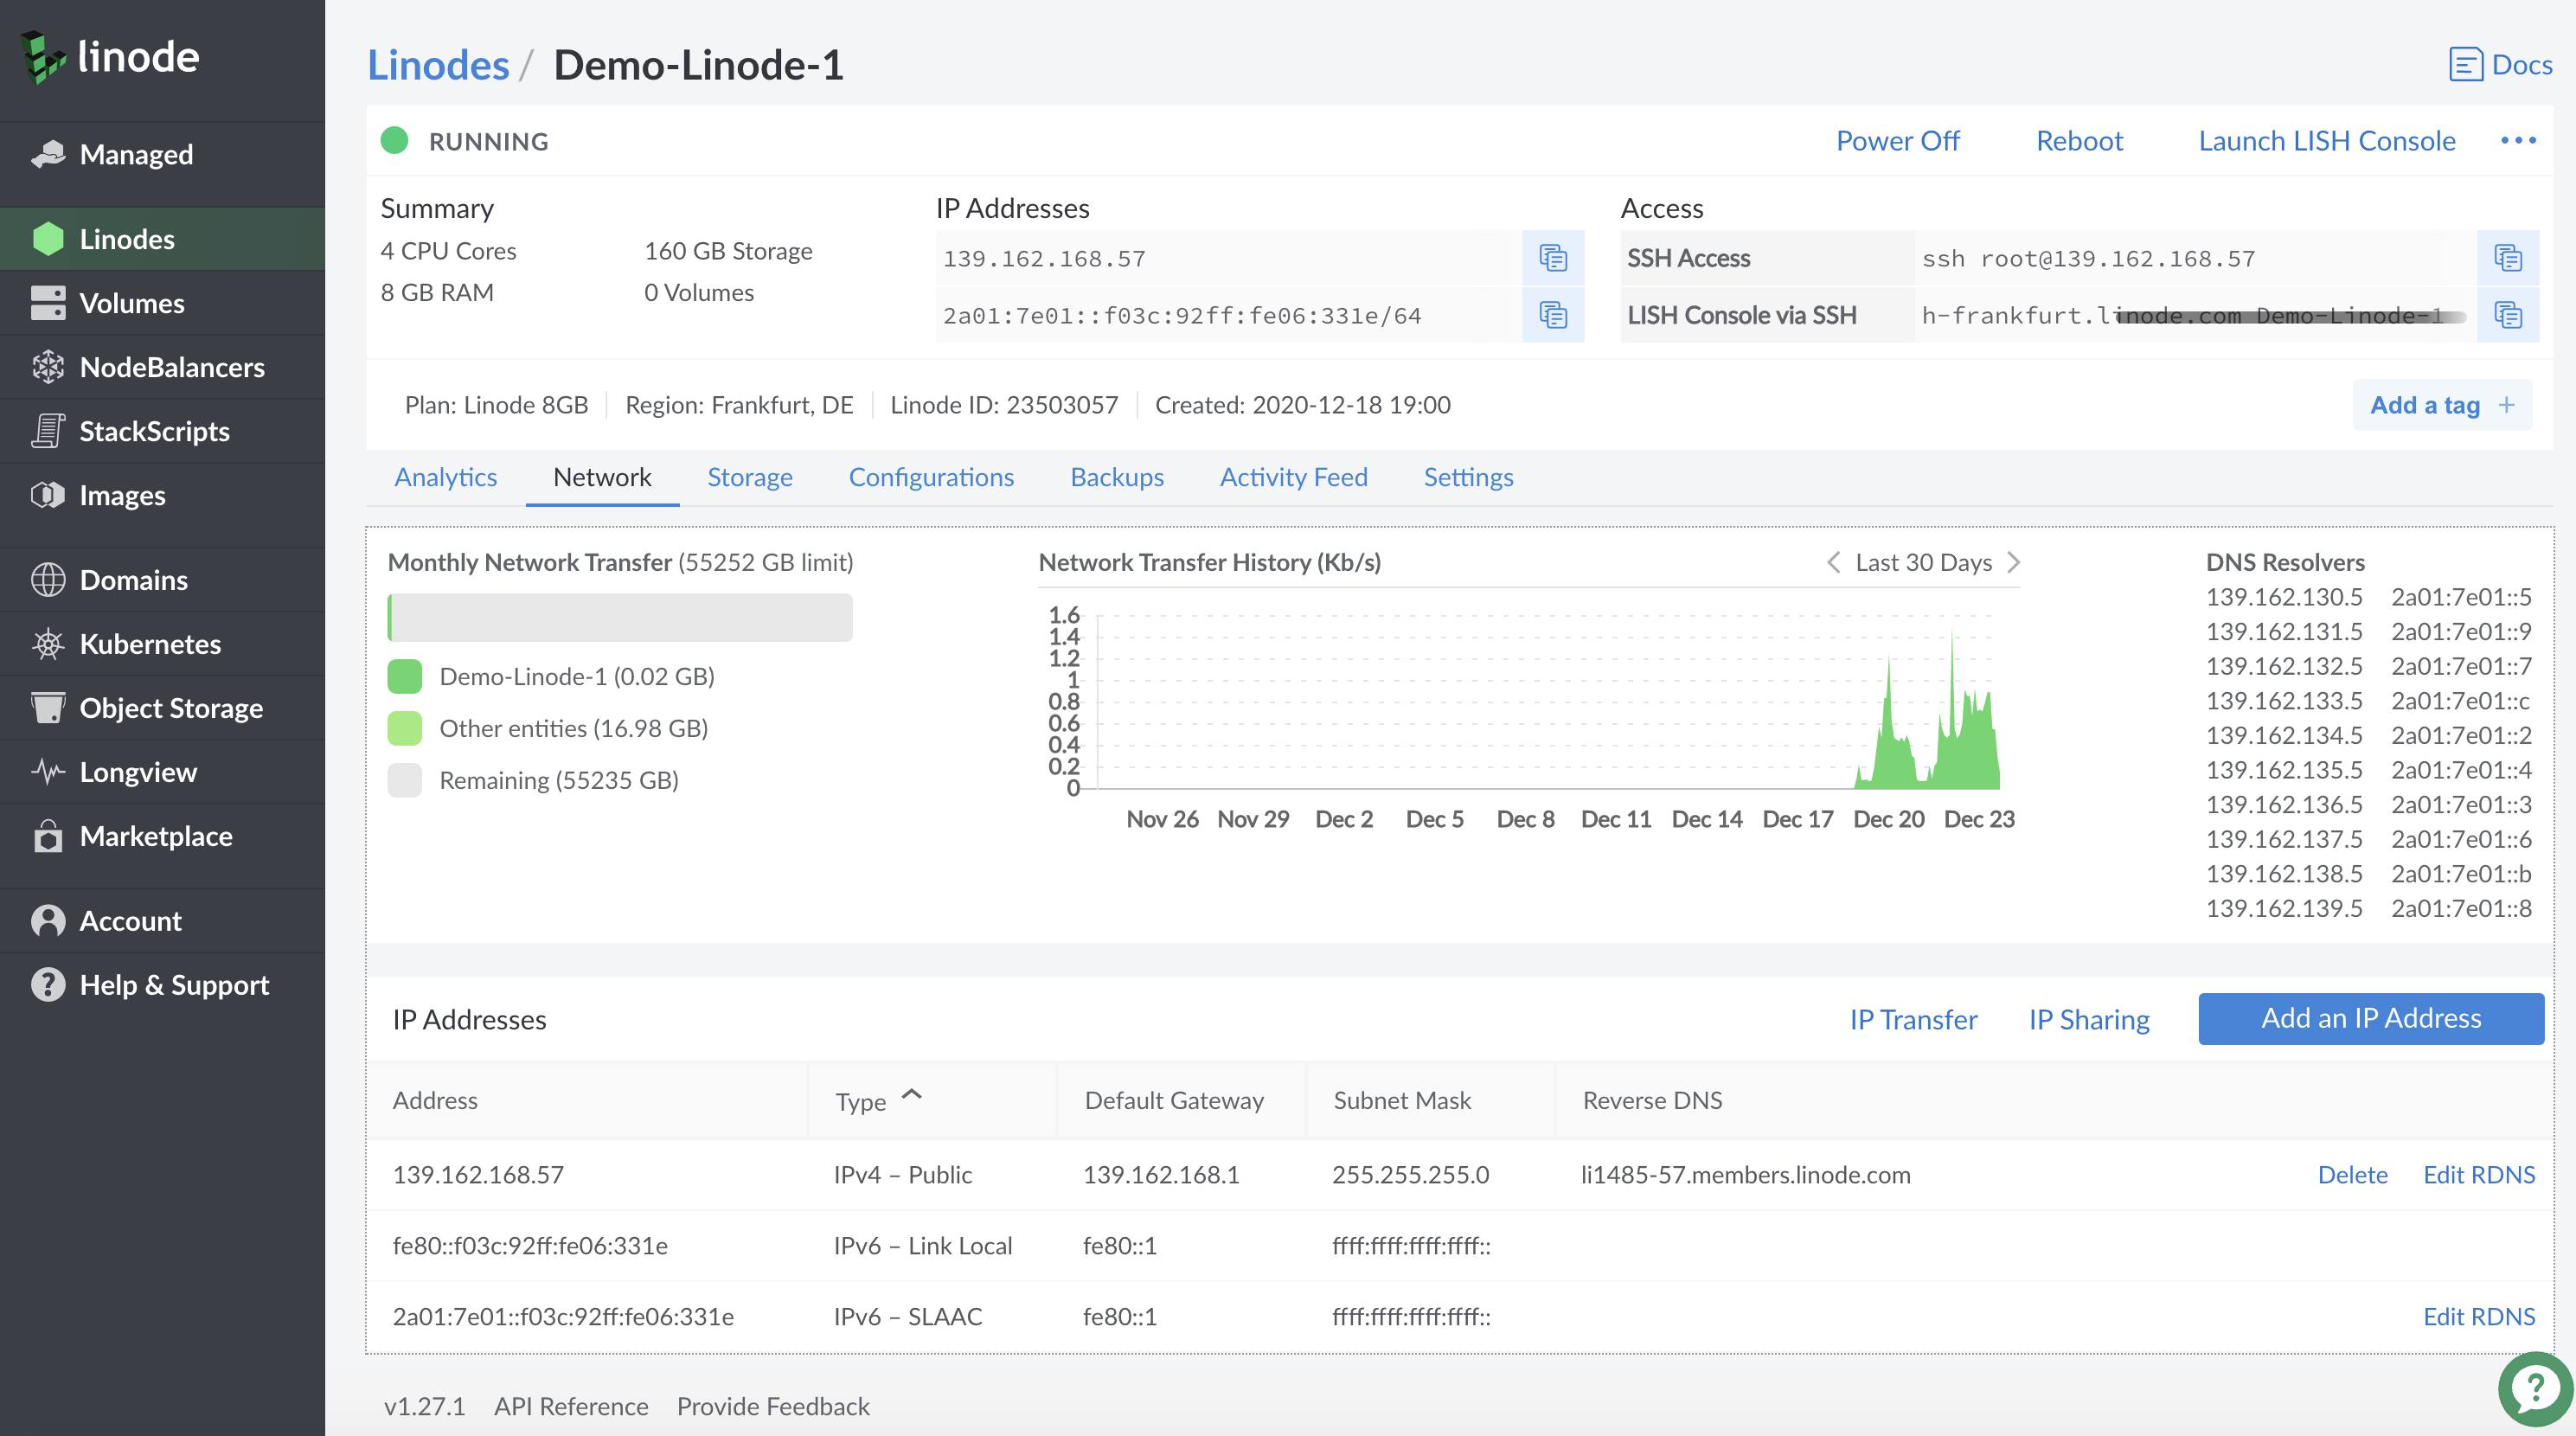 linode
Managed
Linodes
Volumes
NodeBalancers
StackScripts
Images
Domains
Kubernetes
Object Storage
Longview
Marketplace
Account
Help & Support
Linodes / Demo-Linode-1
Docs
RUNNING
Power Off Reboot Launch LISH Console
Summary
4 CPU Cores 160 GB Storage
8 GB RAM 0 Volumes
IP Addresses
139.162.168.57
2a01:7e01::f03c:92ff:fe06:331e/64
Access
SSH Access ssh root@139.162.168.57
LISH Console via SSH h-frankfurt.linode.com Demo-Linode-1
Plan: Linode 8GB Region: Frankfurt, DE Linode ID: 23503057 Created: 2020-12-18 19:00
Add a tag +
Analytics Network Storage Configurations Backups Activity Feed Settings
Monthly Network Transfer (55252 GB limit)
Demo-Linode-1 (0.02 GB)
Other entities (16.98 GB)
Remaining (55235 GB)
Network Transfer History (Kb/s)
Last 30 Days
1.6
1.4
1.2
1
0.8
0.6
0.4
0.2
0
Nov 26 Nov 29 Dec 2 Dec 5 Dec 8 Dec 11 Dec 14 Dec 17 Dec 20 Dec 23
DNS Resolvers
139.162.130.5 2a01:7e01::5
139.162.131.5 2a01:7e01::9
139.162.132.5 2a01:7e01::7
139.162.133.5 2a01:7e01::c
139.162.134.5 2a01:7e01::2
139.162.135.5 2a01:7e01::4
139.162.136.5 2a01:7e01::3
139.162.137.5 2a01:7e01::6
139.162.138.5 2a01:7e01::b
139.162.139.5 2a01:7e01::8
IP Addresses
IP Transfer IP Sharing Add an IP Address
Address Type Default Gateway Subnet Mask Reverse DNS
139.162.168.57 IPv4 – Public 139.162.168.1 255.255.255.0 li1485-57.members.linode.com Delete Edit RDNS
fe80::f03c:92ff:fe06:331e IPv6 – Link Local fe80::1 ffff:ffff:ffff:ffff::
2a01:7e01::f03c:92ff:fe06:331e IPv6 – SLAAC fe80::1 ffff:ffff:ffff:ffff:: Edit RDNS
v1.27.1 API Reference Provide Feedback
?